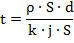 t = ρ · S · d / k · j · S